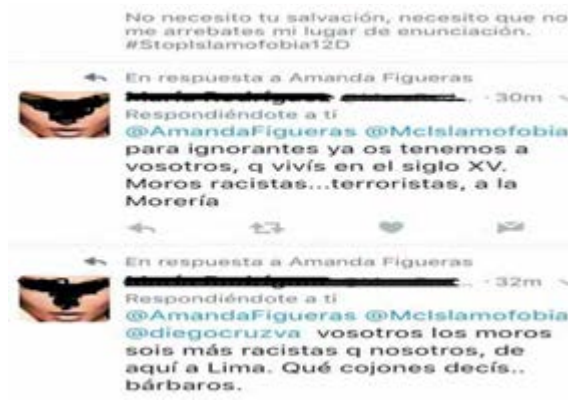 No necesito tu salvación, necesito que no
me arrebates mi lugar de enunciación.
#StopIslamofobia12D
En respuesta a Amanda Figueras
· 30m
Respondiéndote a ti
@AmandaFigueras @McIslamofobia
para ignorantes ya os tenemos a
vosotros, q vivís en el siglo XV.
Moros racistas...terroristas, a la
Morería
En respuesta a Amanda Figueras
· 32m
Respondiéndote a ti
@AmandaFigueras @McIslamofobia
@diegocruzva vosotros los moros
sois más racistas q nosotros, de
aquí a Lima. Qué cojones decís..
bárbaros.